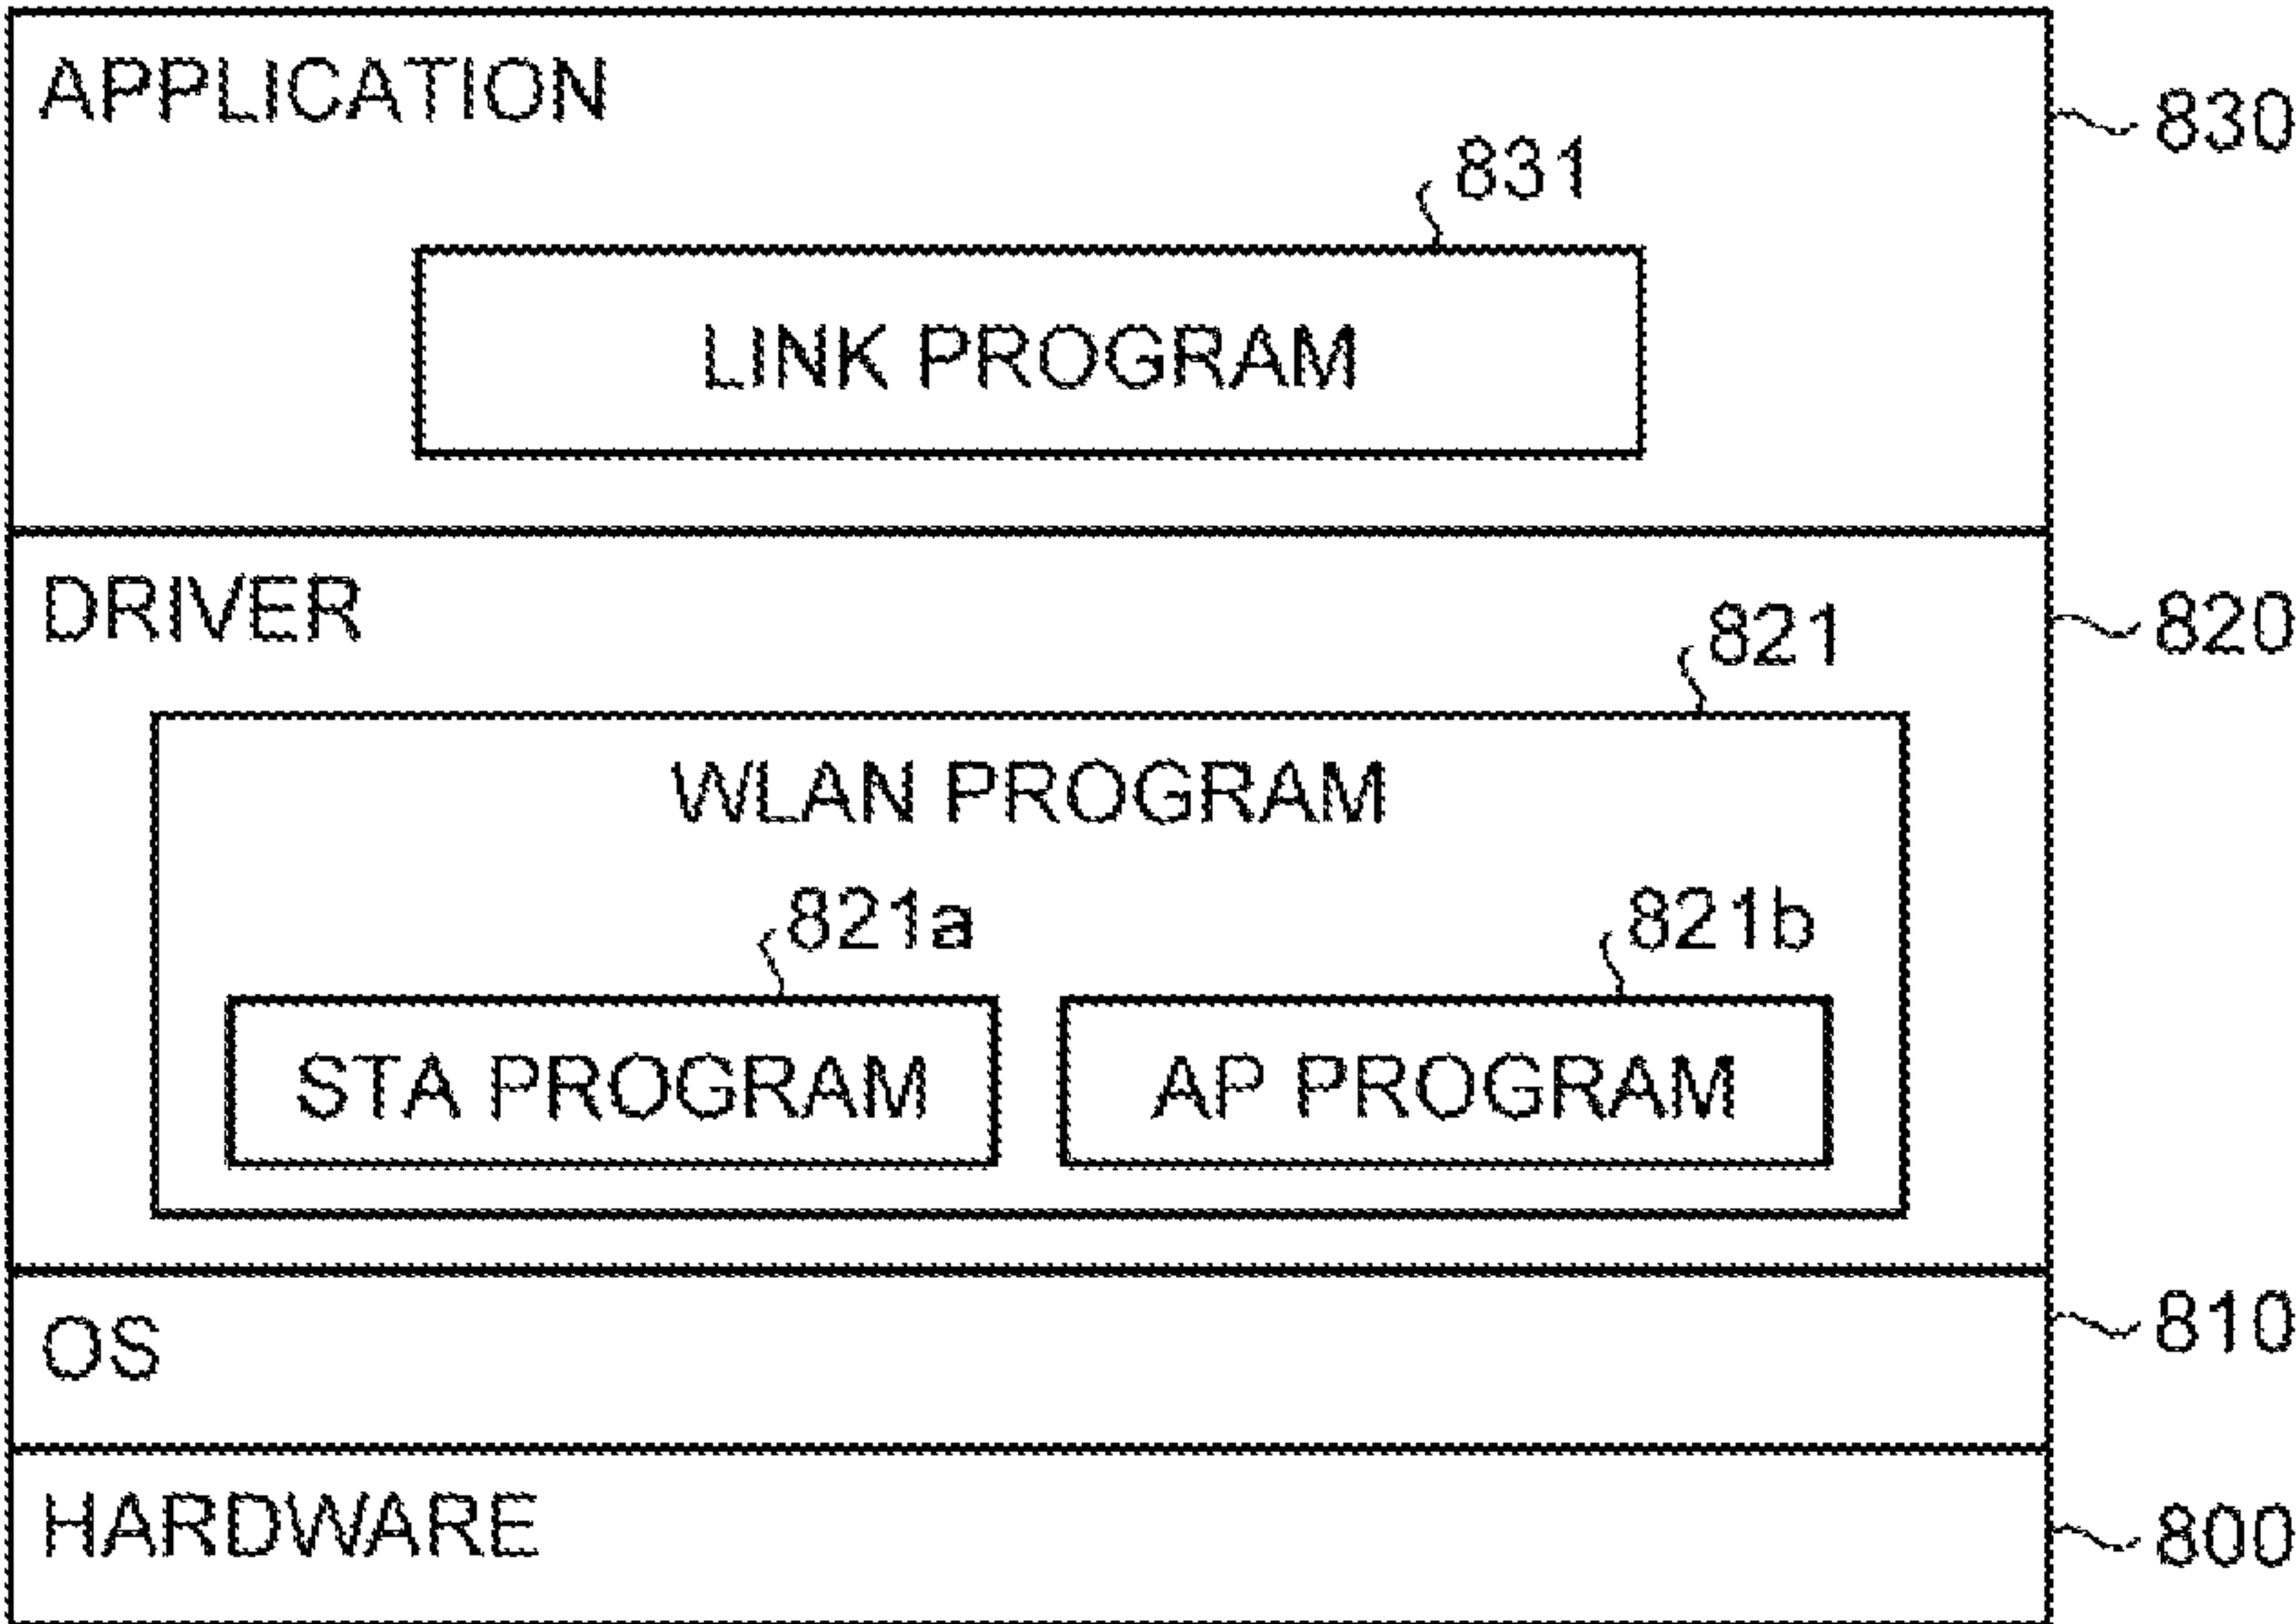 APPLICATION
830
831
LINK PROGRAM
DRIVER
820
821
WLAN PROGRAM
821a
821b
STA PROGRAM
AP PROGRAM
OS
810
HARDWARE
800